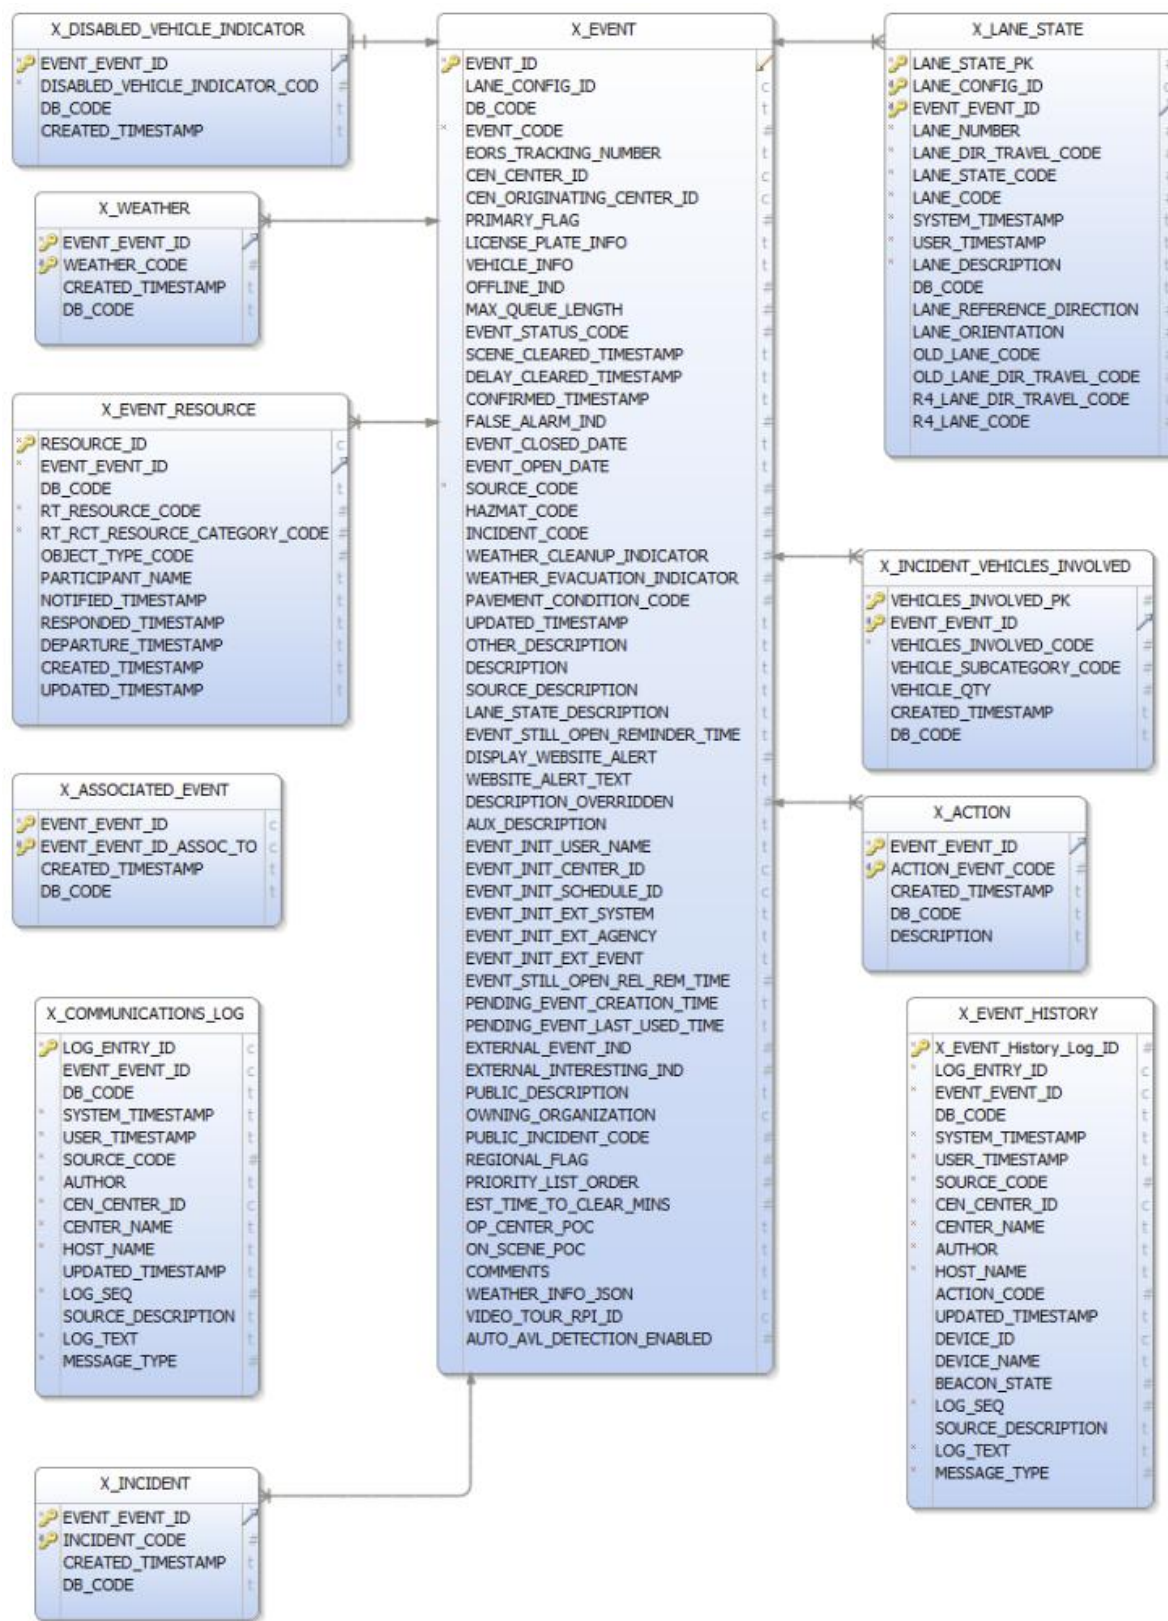 X_DISABLED_VEHICLE_INDICATOR
EVENT_EVENT_ID
DISABLED_VEHICLE_INDICATOR_COD #
DB_CODE t
CREATED_TIMESTAMP t
X_WEATHER
EVENT_EVENT_ID
WEATHER_CODE #
CREATED_TIMESTAMP t
DB_CODE t
X_EVENT_RESOURCE
RESOURCE_ID c
EVENT_EVENT_ID
DB_CODE t
RT_RESOURCE_CODE #
RT_RCT_RESOURCE_CATEGORY_CODE #
OBJECT_TYPE_CODE #
PARTICIPANT_NAME t
NOTIFIED_TIMESTAMP t
RESPONDED_TIMESTAMP t
DEPARTURE_TIMESTAMP t
CREATED_TIMESTAMP t
UPDATED_TIMESTAMP t
X_ASSOCIATED_EVENT
EVENT_EVENT_ID c
EVENT_EVENT_ID_ASSOC_TO c
CREATED_TIMESTAMP t
DB_CODE t
X_COMMUNICATIONS_LOG
LOG_ENTRY_ID c
EVENT_EVENT_ID c
DB_CODE t
SYSTEM_TIMESTAMP t
USER_TIMESTAMP t
SOURCE_CODE #
AUTHOR t
CEN_CENTER_ID c
CENTER_NAME t
HOST_NAME t
UPDATED_TIMESTAMP t
LOG_SEQ #
SOURCE_DESCRIPTION t
LOG_TEXT t
MESSAGE_TYPE #
X_INCIDENT
EVENT_EVENT_ID
INCIDENT_CODE #
CREATED_TIMESTAMP t
DB_CODE t
X_EVENT
EVENT_ID
LANE_CONFIG_ID c
DB_CODE t
EVENT_CODE #
EORS_TRACKING_NUMBER t
CEN_CENTER_ID c
CEN_ORIGINATING_CENTER_ID c
PRIMARY_FLAG #
LICENSE_PLATE_INFO t
VEHICLE_INFO t
OFFLINE_IND #
MAX_QUEUE_LENGTH #
EVENT_STATUS_CODE #
SCENE_CLEARED_TIMESTAMP t
DELAY_CLEARED_TIMESTAMP t
CONFIRMED_TIMESTAMP t
FALSE_ALARM_IND #
EVENT_CLOSED_DATE t
EVENT_OPEN_DATE t
SOURCE_CODE #
HAZMAT_CODE #
INCIDENT_CODE #
WEATHER_CLEANUP_INDICATOR #
WEATHER_EVACUATION_INDICATOR #
PAVEMENT_CONDITION_CODE #
UPDATED_TIMESTAMP t
OTHER_DESCRIPTION t
DESCRIPTION t
SOURCE_DESCRIPTION t
LANE_STATE_DESCRIPTION t
EVENT_STILL_OPEN_REMINDER_TIME t
DISPLAY_WEBSITE_ALERT #
WEBSITE_ALERT_TEXT t
DESCRIPTION_OVERRIDDEN #
AUX_DESCRIPTION t
EVENT_INIT_USER_NAME t
EVENT_INIT_CENTER_ID c
EVENT_INIT_SCHEDULE_ID c
EVENT_INIT_EXT_SYSTEM t
EVENT_INIT_EXT_AGENCY t
EVENT_INIT_EXT_EVENT t
EVENT_STILL_OPEN_REL_REM_TIME #
PENDING_EVENT_CREATION_TIME t
PENDING_EVENT_LAST_USED_TIME t
EXTERNAL_EVENT_IND #
EXTERNAL_INTERESTING_IND #
PUBLIC_DESCRIPTION t
OWNING_ORGANIZATION c
PUBLIC_INCIDENT_CODE #
REGIONAL_FLAG #
PRIORITY_LIST_ORDER #
EST_TIME_TO_CLEAR_MINS #
OP_CENTER_POC t
ON_SCENE_POC t
COMMENTS t
WEATHER_INFO_JSON t
VIDEO_TOUR_RPI_ID c
AUTO_AVL_DETECTION_ENABLED #
X_LANE_STATE
LANE_STATE_PK
LANE_CONFIG_ID
EVENT_EVENT_ID
LANE_NUMBER
LANE_DIR_TRAVEL_CODE
LANE_STATE_CODE
LANE_CODE
SYSTEM_TIMESTAMP
USER_TIMESTAMP
LANE_DESCRIPTION
DB_CODE
LANE_REFERENCE_DIRECTION
LANE_ORIENTATION
OLD_LANE_CODE
OLD_LANE_DIR_TRAVEL_CODE
R4_LANE_DIR_TRAVEL_CODE
R4_LANE_CODE
X_INCIDENT_VEHICLES_INVOLVED
VEHICLES_INVOLVED_PK #
EVENT_EVENT_ID
VEHICLES_INVOLVED_CODE #
VEHICLE_SUBCATEGORY_CODE #
VEHICLE_QTY #
CREATED_TIMESTAMP t
DB_CODE t
X_ACTION
EVENT_EVENT_ID
ACTION_EVENT_CODE #
CREATED_TIMESTAMP t
DB_CODE t
DESCRIPTION t
X_EVENT_HISTORY
X_EVENT_History_Log_ID #
LOG_ENTRY_ID c
EVENT_EVENT_ID c
DB_CODE t
SYSTEM_TIMESTAMP t
USER_TIMESTAMP t
SOURCE_CODE #
CEN_CENTER_ID c
CENTER_NAME t
AUTHOR t
HOST_NAME t
ACTION_CODE #
UPDATED_TIMESTAMP t
DEVICE_ID c
DEVICE_NAME t
BEACON_STATE #
LOG_SEQ #
SOURCE_DESCRIPTION t
LOG_TEXT t
MESSAGE_TYPE #